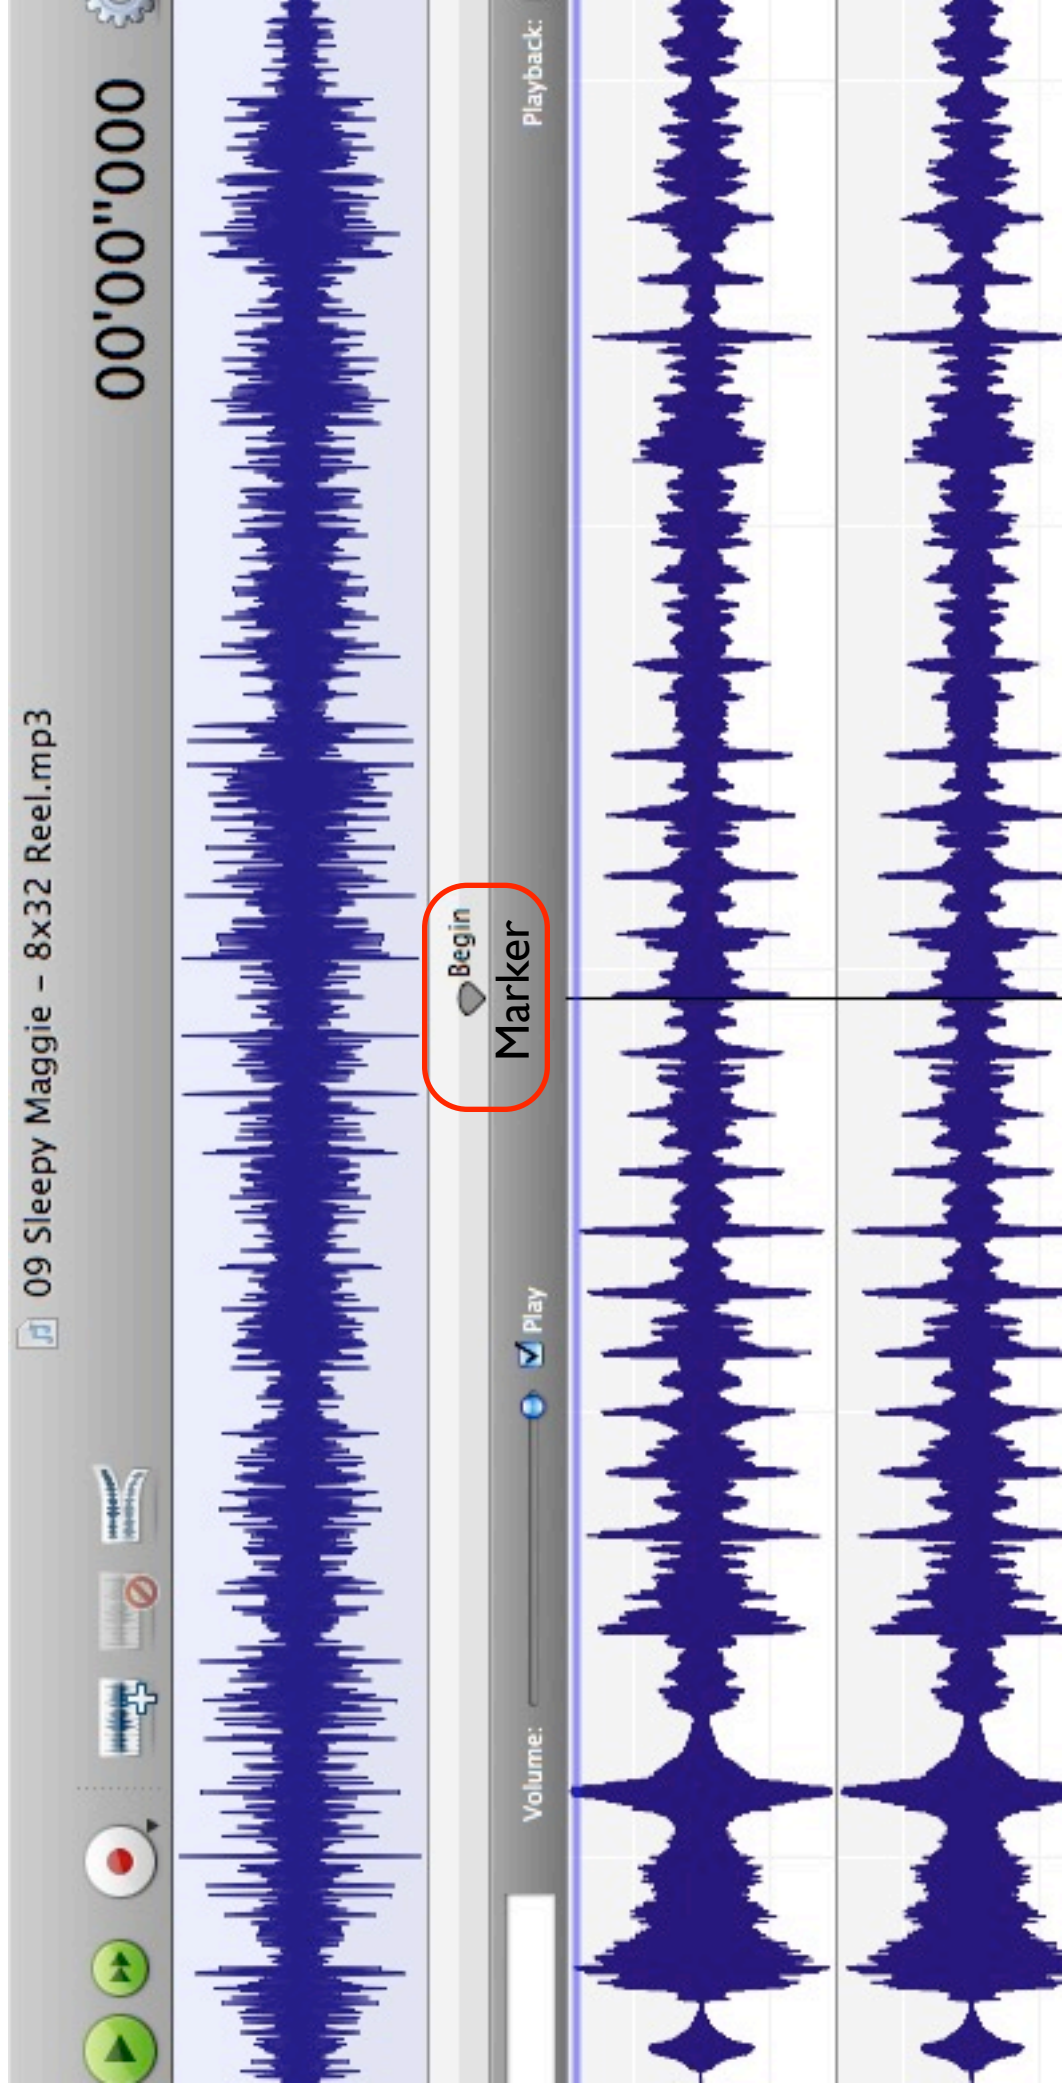 09 Sleepy Maggie – 8x32 Reel.mp3
00'00"000
Begin
Marker
Volume:
Play
Playback: